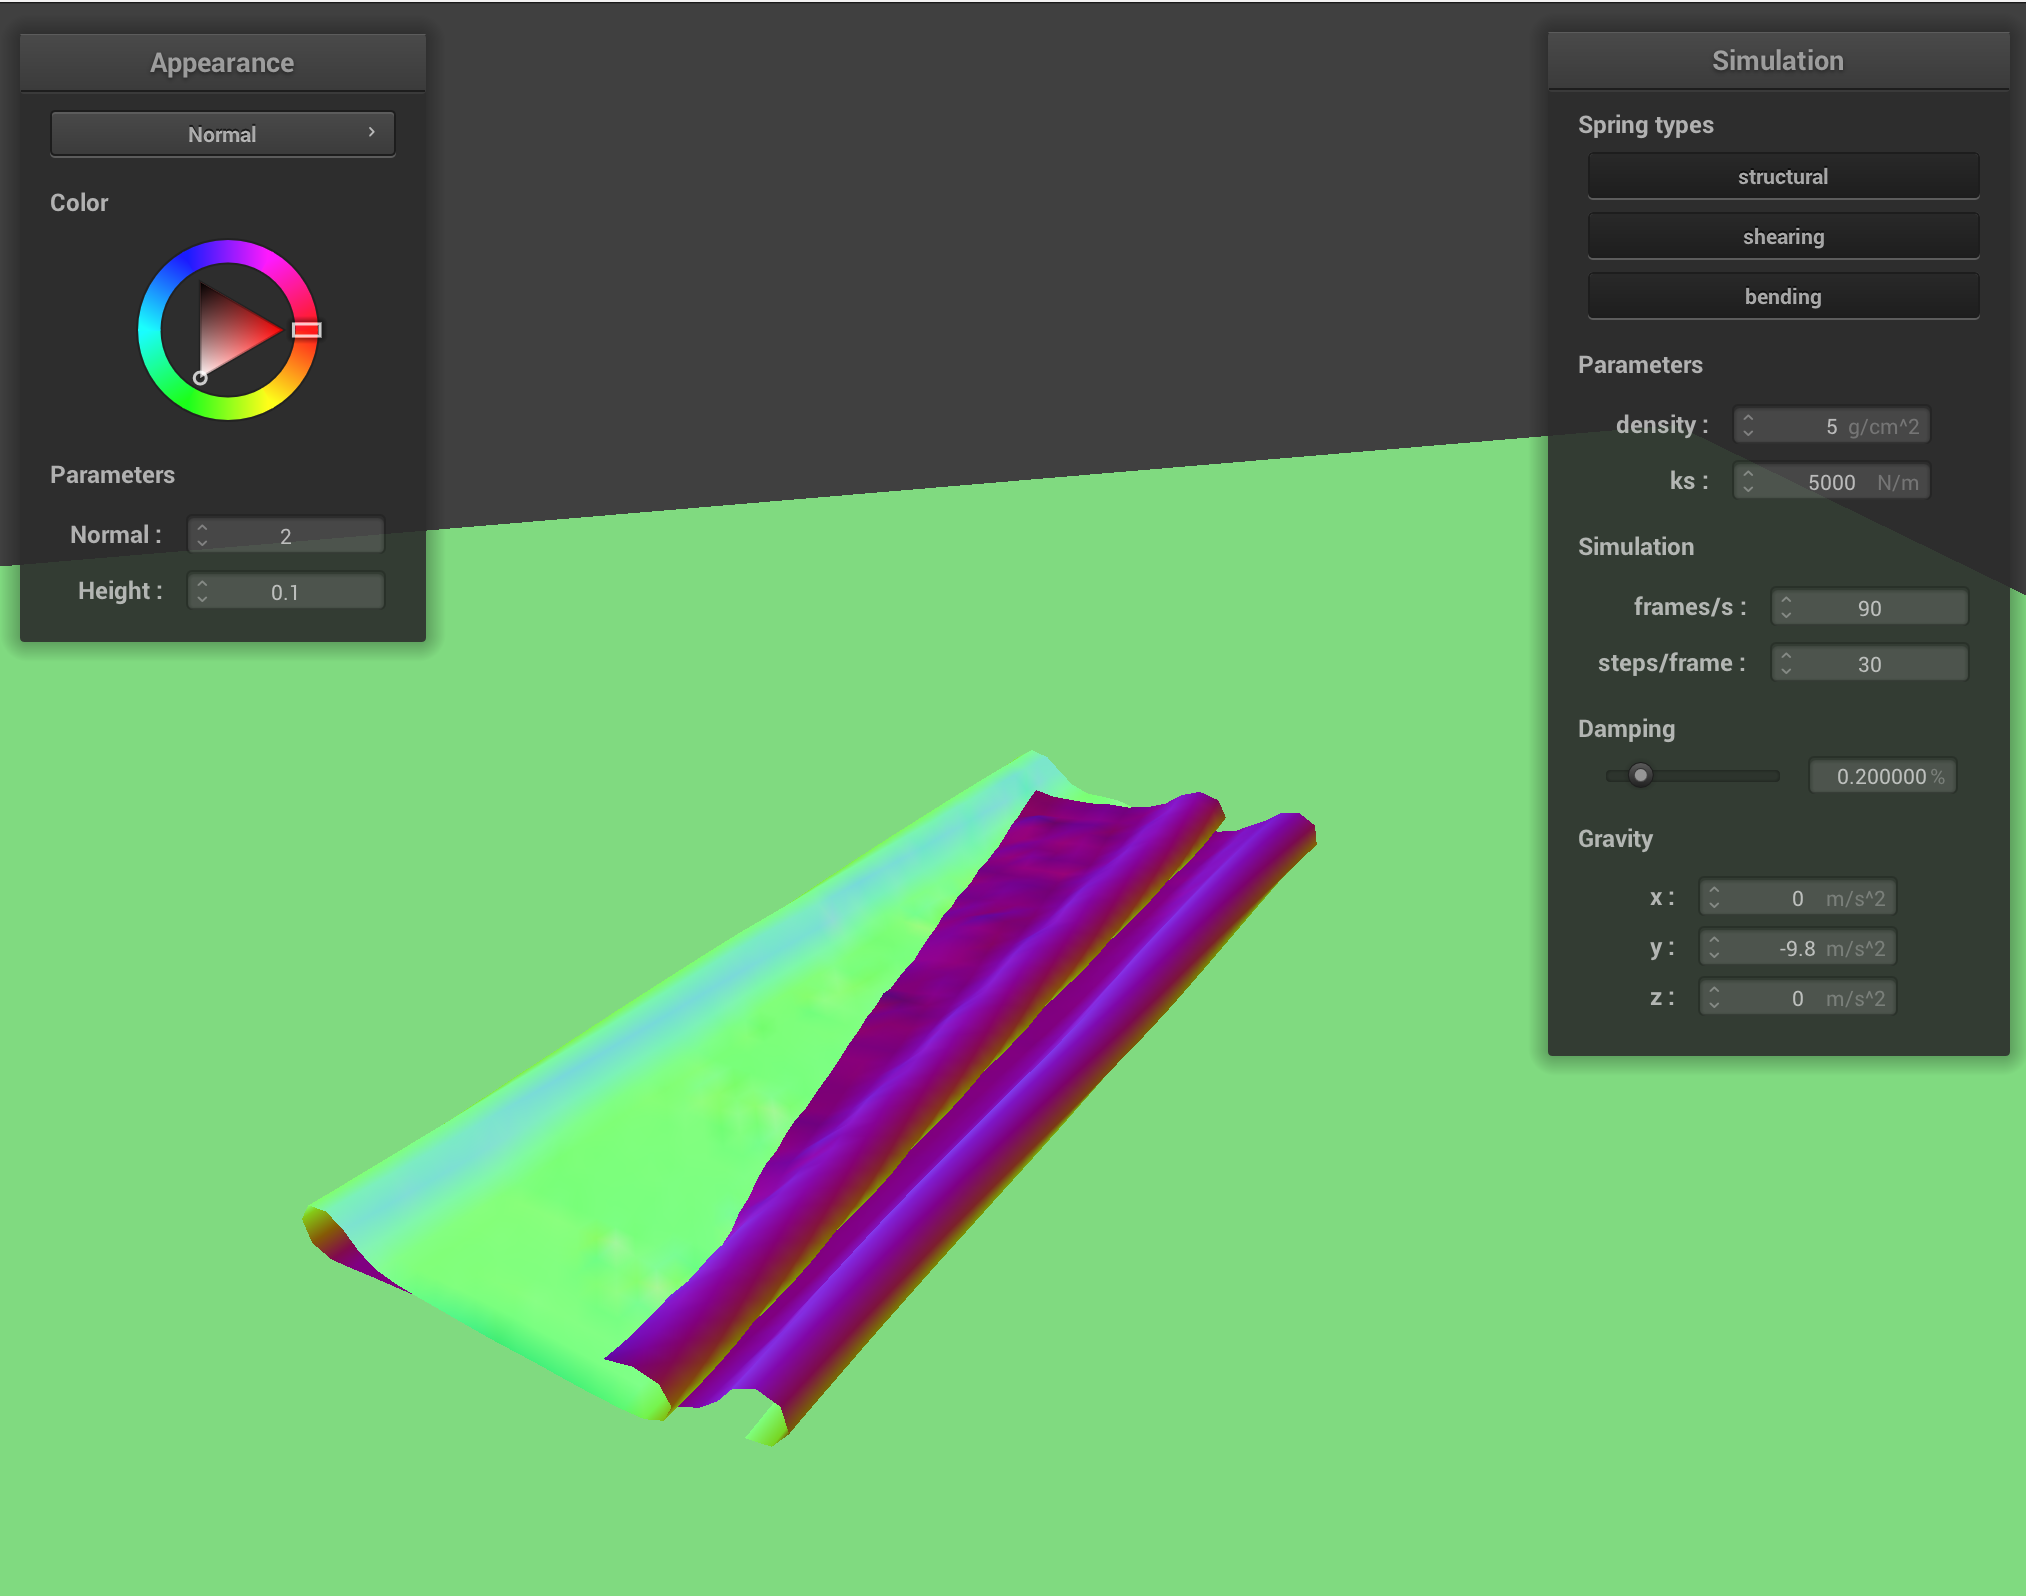 Appearance
Normal
Color
Parameters
Normal : 2
Height : 0.1
Simulation
Spring types
structural
shearing
bending
Parameters
density : 5 g/cm^2
ks : 5000 N/m
Simulation
frames/s : 90
steps/frame : 30
Damping
0.200000 %
Gravity
x : 0 m/s^2
y : -9.8 m/s^2
z : 0 m/s^2